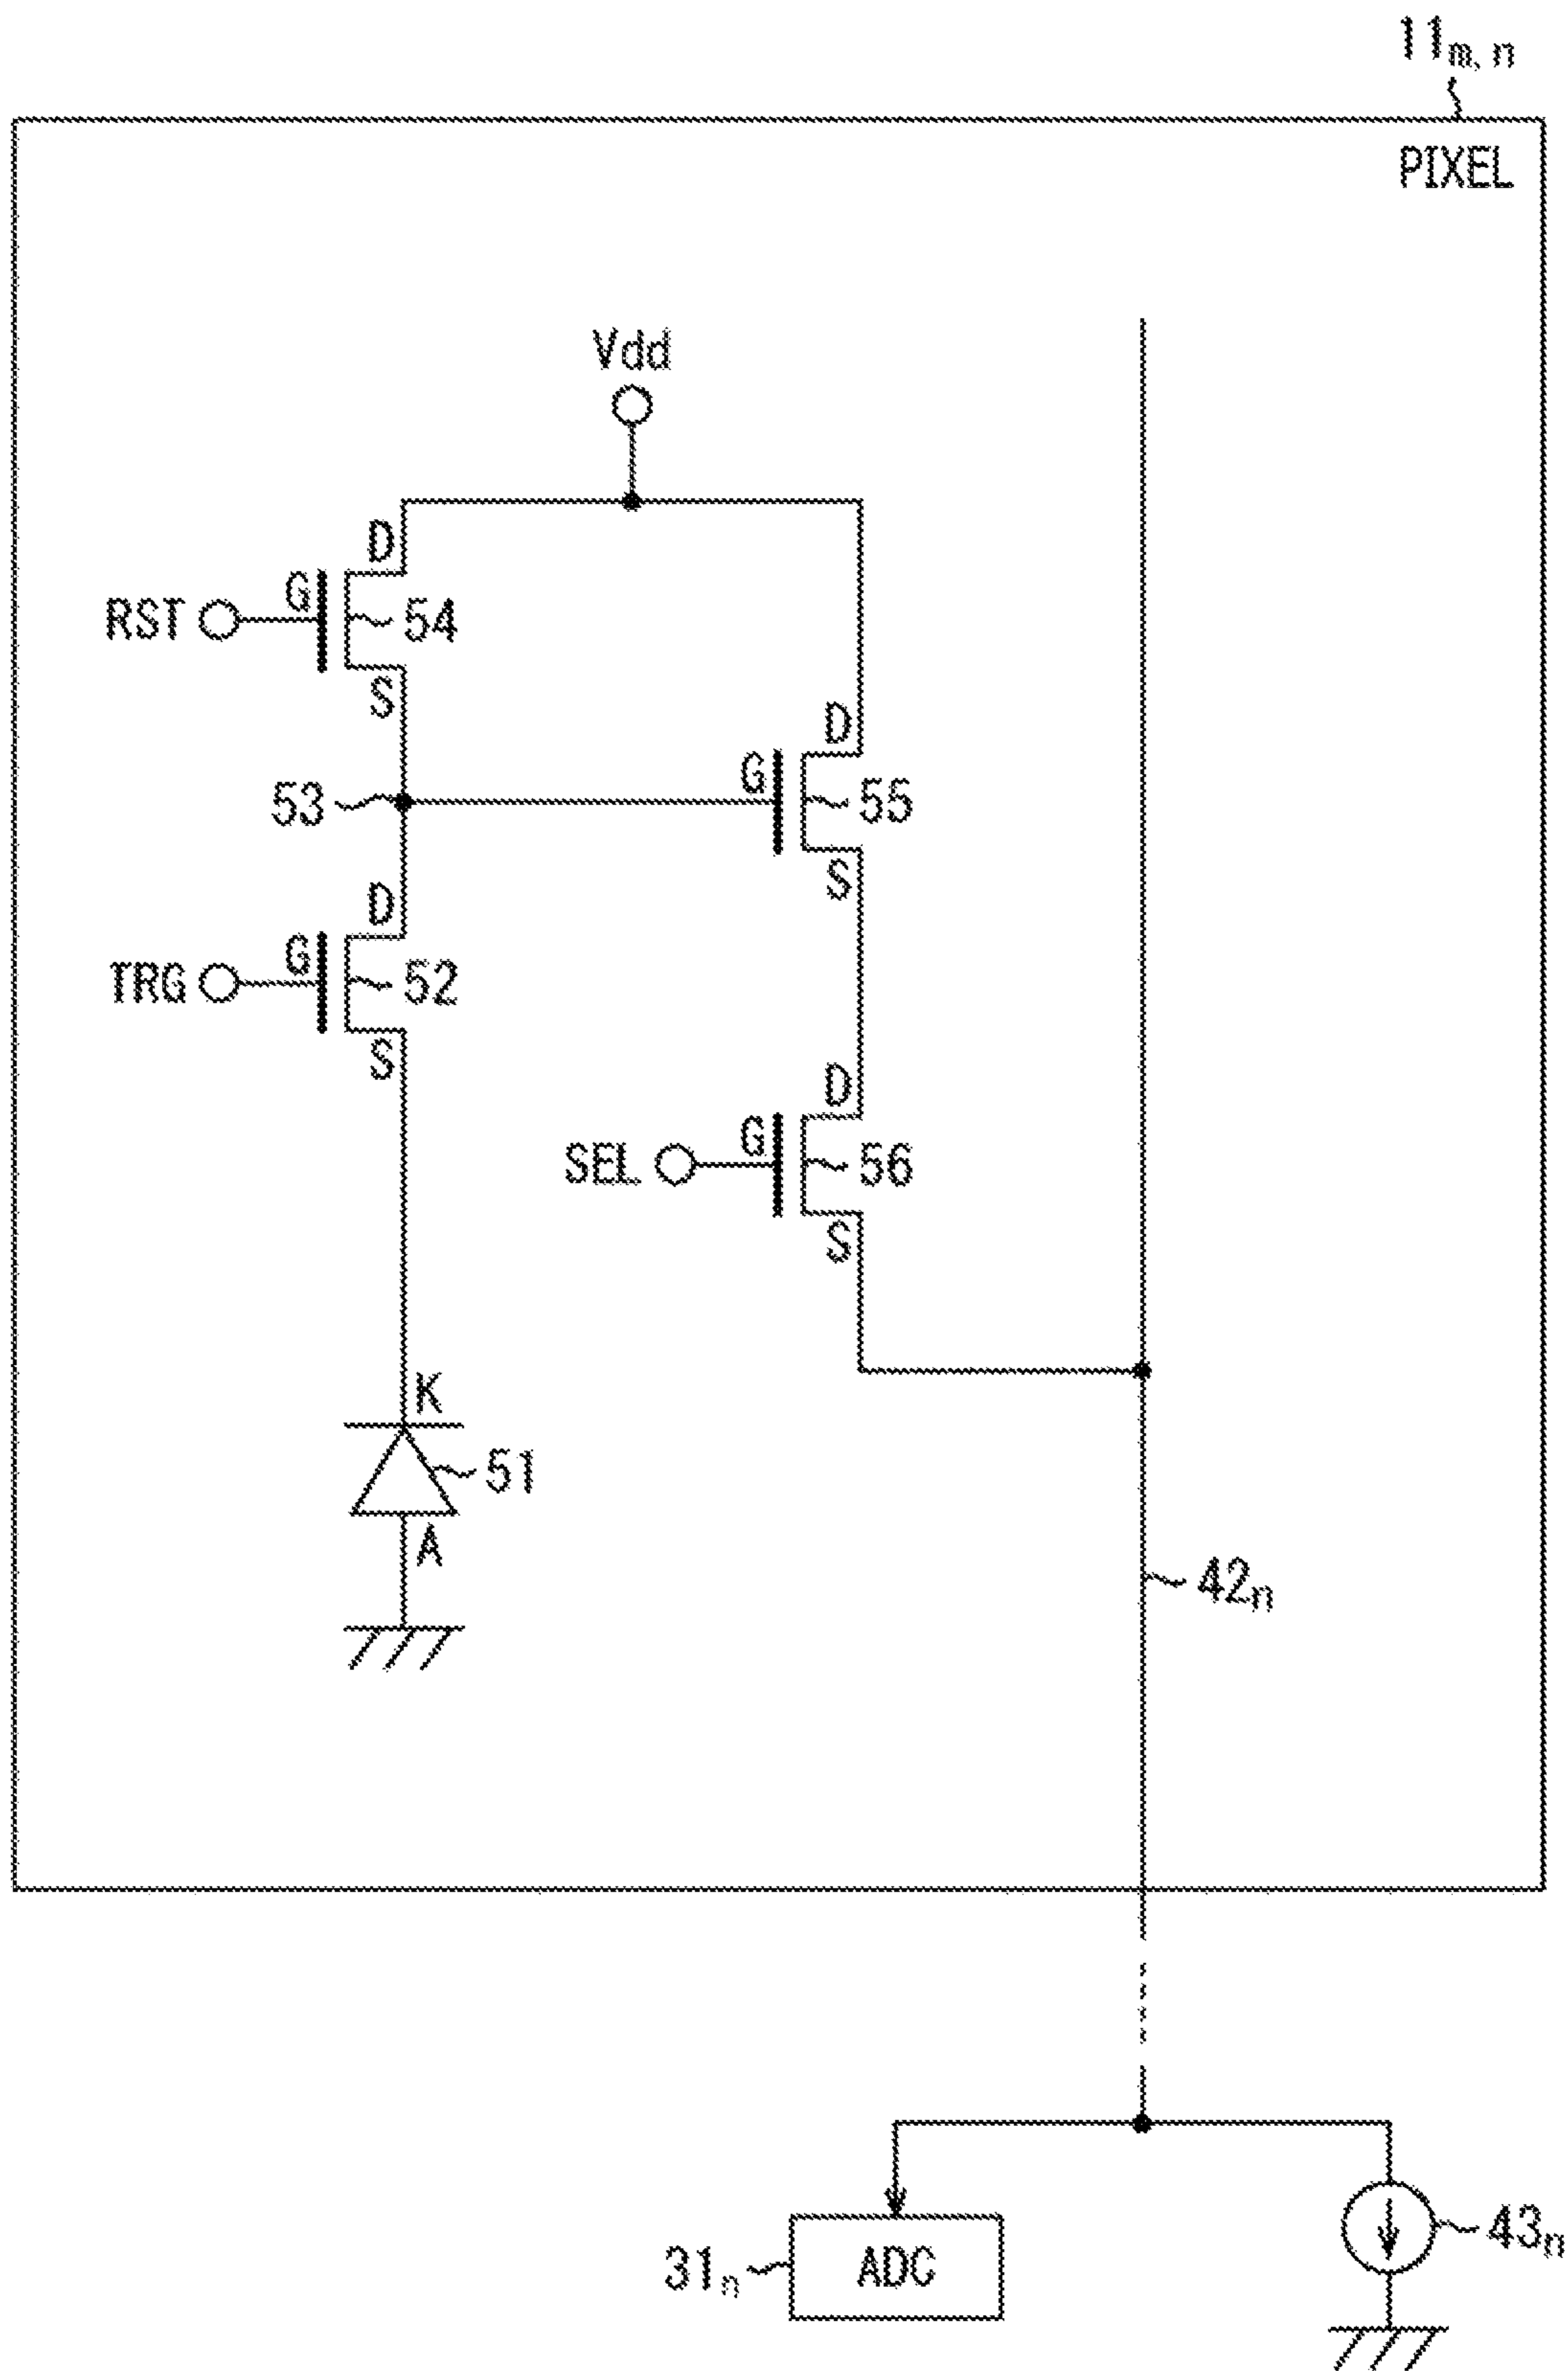 11m, n
PIXEL
Vdd
D
G
RST
54
S
D
G
53
55
S
D
G
TRG
52
S
D
G
SEL
56
S
K
51
A
42n
31n
ADC
43n